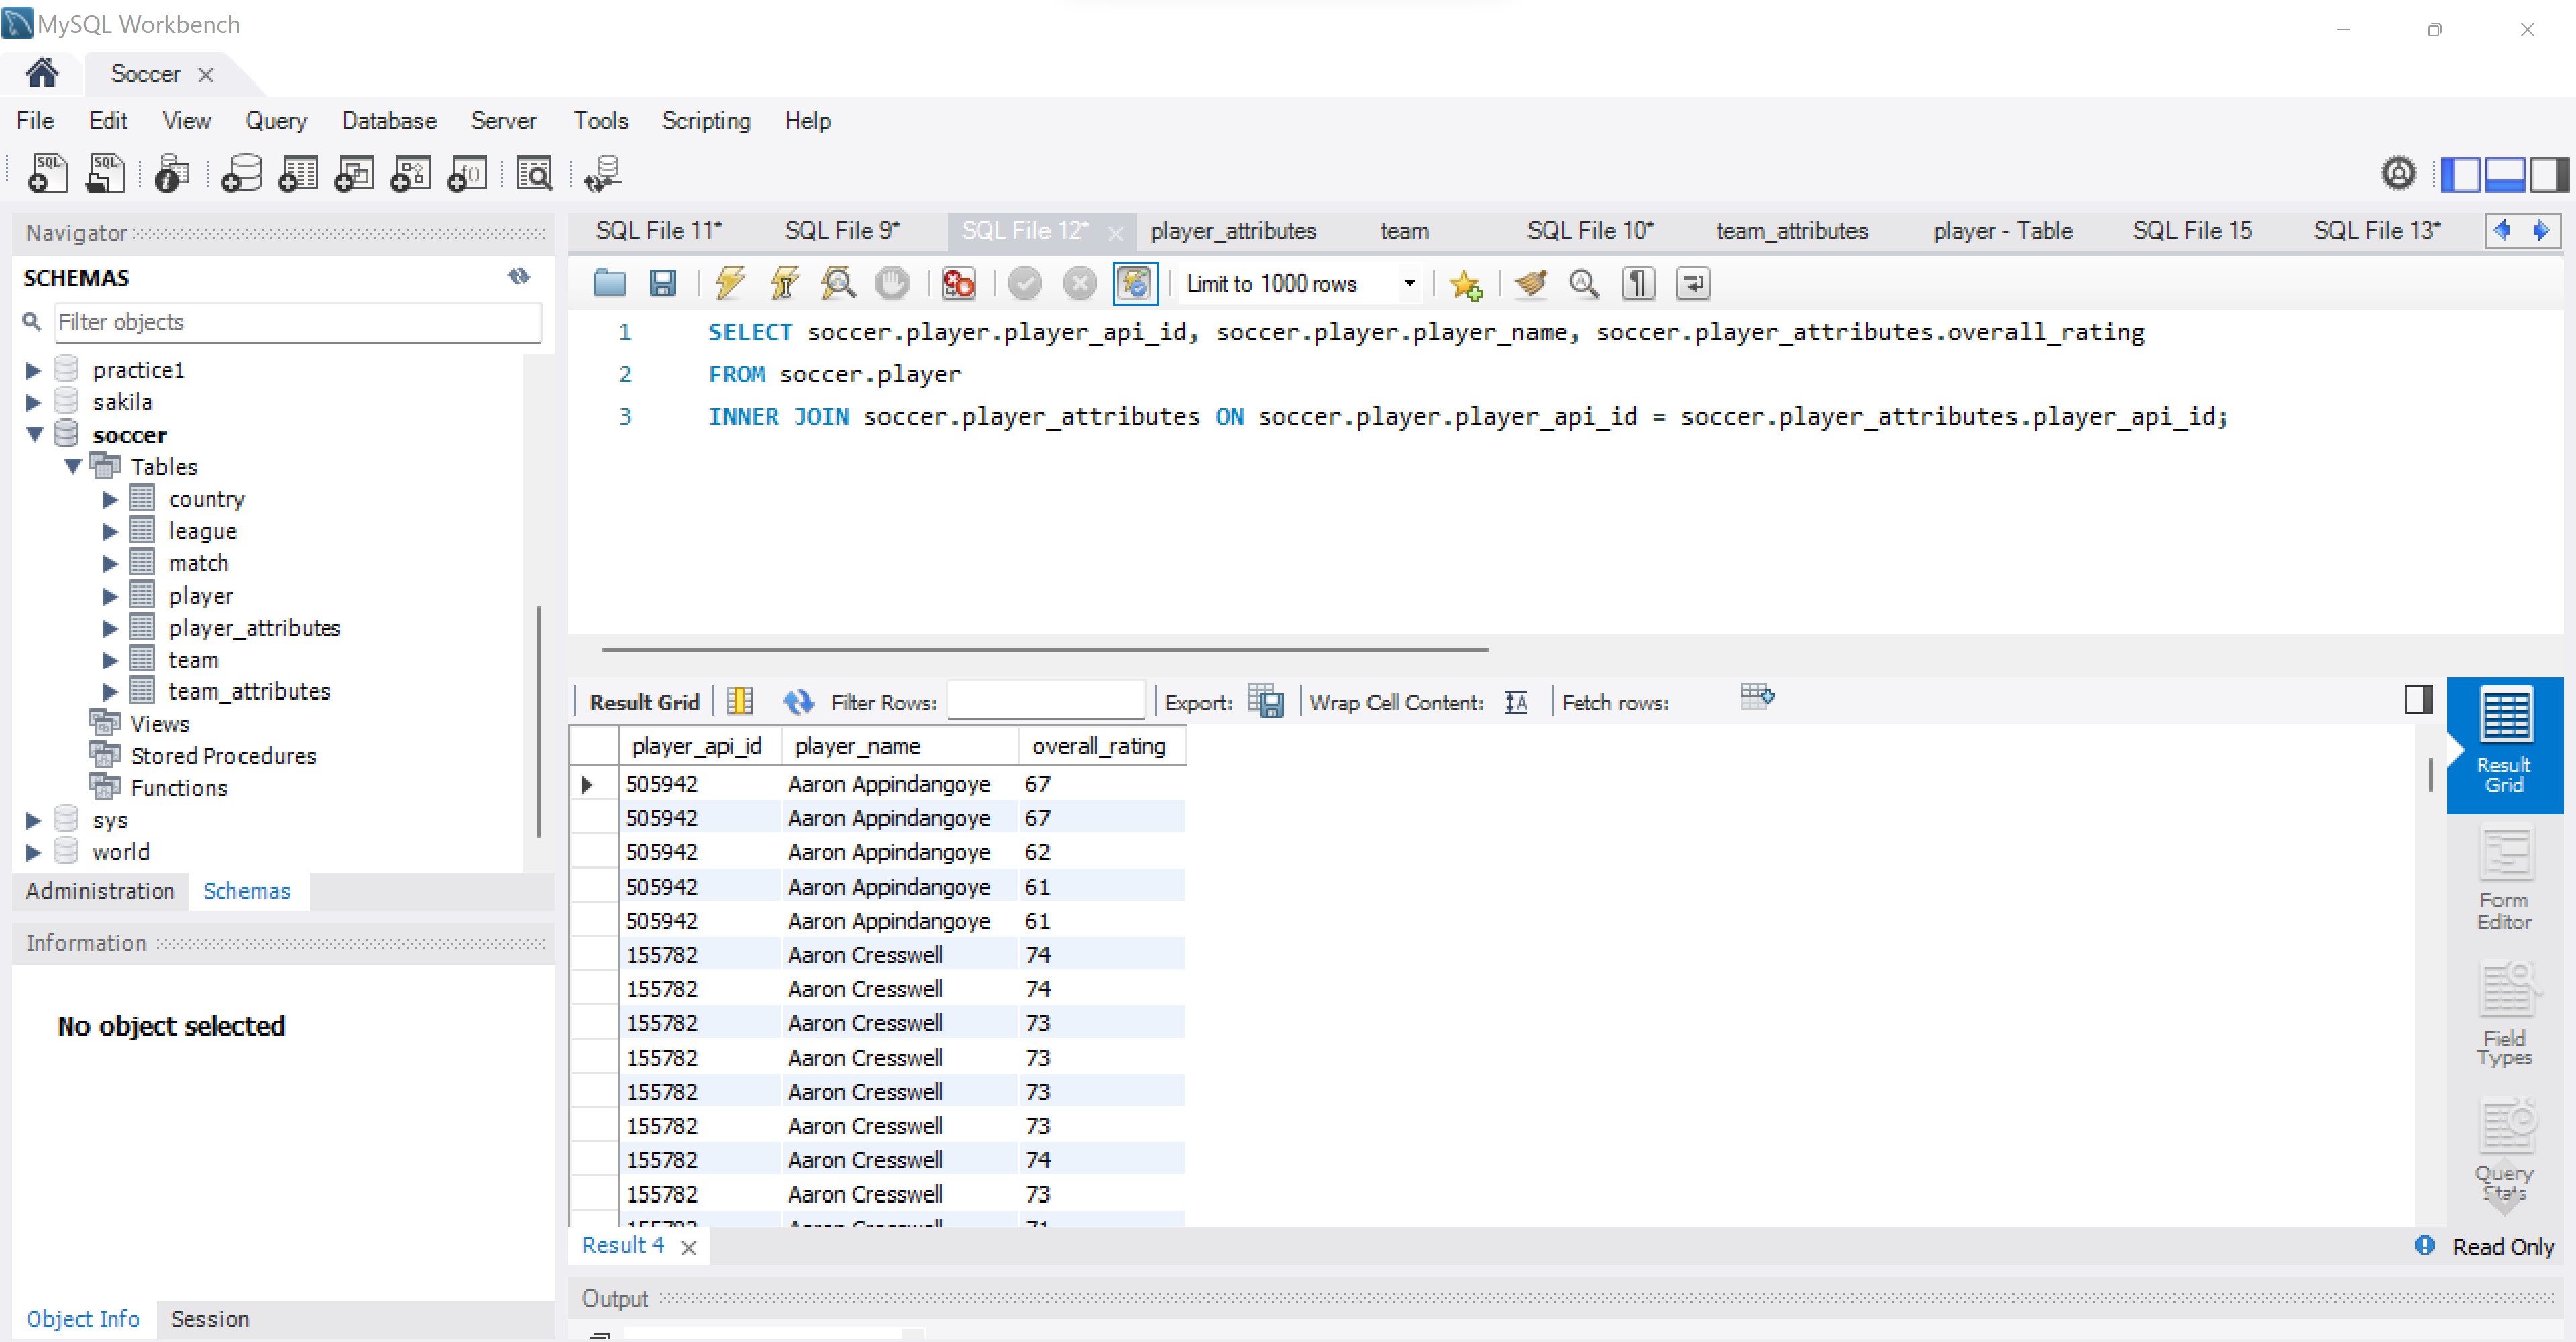 MySQL Workbench
Soccer
File Edit View Query Database Server Tools Scripting Help
Navigator
SCHEMAS
Filter objects
practice1
sakila
soccer
Tables
country
league
match
player
player_attributes
team
team_attributes
Views
Stored Procedures
Functions
sys
world
Administration Schemas
Information
No object selected
Object Info Session
SQL File 11* SQL File 9* SQL File 12* player_attributes team SQL File 10* team_attributes player - Table SQL File 15 SQL File 13*
Limit to 1000 rows
1 SELECT soccer.player.player_api_id, soccer.player.player_name, soccer.player_attributes.overall_rating
2 FROM soccer.player
3 INNER JOIN soccer.player_attributes ON soccer.player.player_api_id = soccer.player_attributes.player_api_id;
Result Grid Filter Rows: Export: Wrap Cell Content: Fetch rows:
player_api_id player_name overall_rating
505942 Aaron Appindangoye 67
505942 Aaron Appindangoye 67
505942 Aaron Appindangoye 62
505942 Aaron Appindangoye 61
505942 Aaron Appindangoye 61
155782 Aaron Cresswell 74
155782 Aaron Cresswell 74
155782 Aaron Cresswell 73
155782 Aaron Cresswell 73
155782 Aaron Cresswell 73
155782 Aaron Cresswell 73
155782 Aaron Cresswell 74
155782 Aaron Cresswell 73
155782 Aaron Cresswell 71
Result
Grid
Form
Editor
Field
Types
Query
Stats
Result 4
Read Only
Output